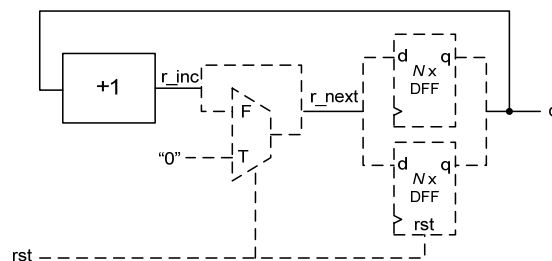 +1
r_inc
F
T
"0"
r_next
d q
N x
DFF
d q
N x
DFF
rst
rst